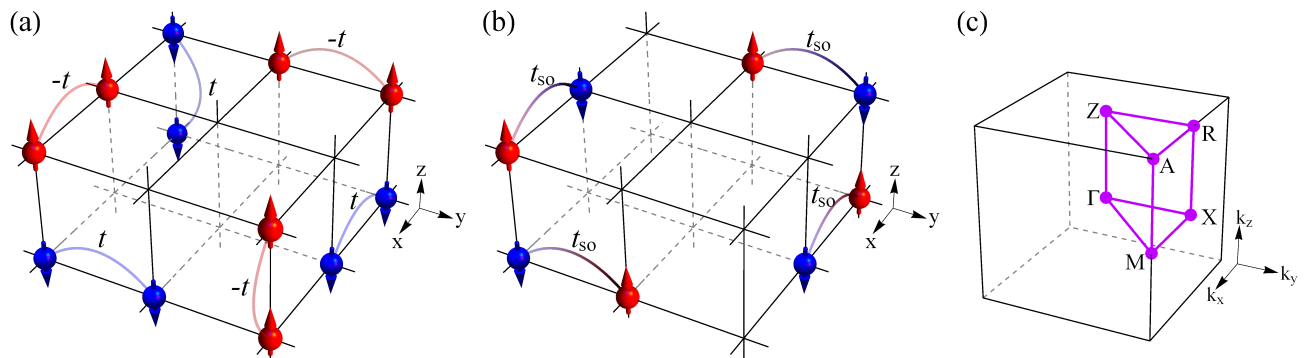 (a)
-t
-t
t
t
t
-t
z
y
x
(b)
t_so
t_so
t_so
t_so
z
y
x
(c)
Z
R
A
Γ
X
M
k_z
k_y
k_x